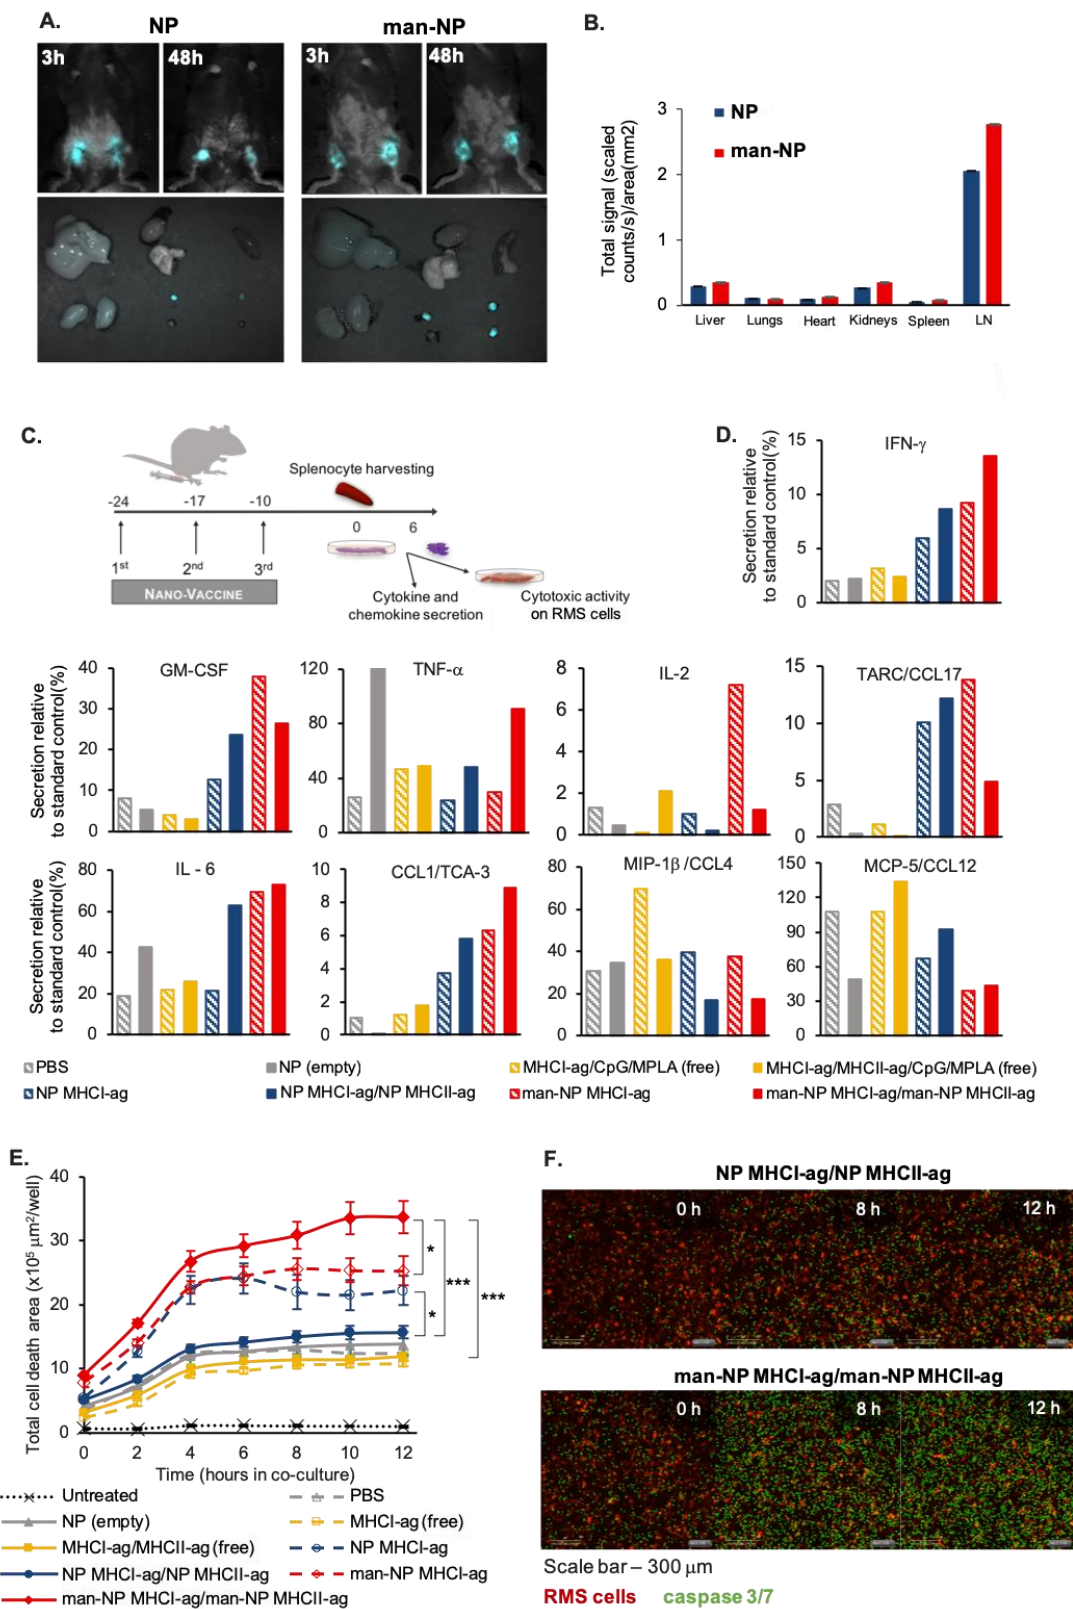 A.
NP
man-NP
3h
48h
3h
48h
B.
Total signal (scaled
counts/s)/area(mm2)
3
2
1
0
NP
man-NP
Liver Lungs Heart Kidneys Spleen LN
C.
Splenocyte harvesting
-24 -17 -10
0 6
1st 2nd 3rd
NANO-VACCINE
Cytokine and
chemokine secretion
Cytotoxic activity
on RMS cells
D.
IFN-γ
Secretion relative
to standard control(%)
15
10
5
0
GM-CSF
Secretion relative
to standard control(%)
40
30
20
10
0
TNF-α
120
80
40
0
IL-2
8
6
4
2
0
TARC/CCL17
15
10
5
0
IL - 6
Secretion relative
to standard control(%)
80
60
40
20
0
CCL1/TCA-3
10
8
6
4
2
0
MIP-1β/CCL4
80
60
40
20
0
MCP-5/CCL12
150
120
90
60
30
0
PBS
NP (empty)
MHCI-ag/CpG/MPLA (free)
MHCI-ag/MHCII-ag/CpG/MPLA (free)
NP MHCI-ag
NP MHCI-ag/NP MHCII-ag
man-NP MHCI-ag
man-NP MHCI-ag/man-NP MHCII-ag
E.
Total cell death area (x10⁵ μm²/well)
40
30
20
10
0
*
***
***
*
0 2 4 6 8 10 12
Time (hours in co-culture)
Untreated
PBS
NP (empty)
MHCI-ag (free)
MHCI-ag/MHCII-ag (free)
NP MHCI-ag
NP MHCI-ag/NP MHCII-ag
man-NP MHCI-ag
man-NP MHCI-ag/man-NP MHCII-ag
F.
NP MHCI-ag/NP MHCII-ag
0 h
8 h
12 h
man-NP MHCI-ag/man-NP MHCII-ag
0 h
8 h
12 h
Scale bar – 300 μm
RMS cells caspase 3/7